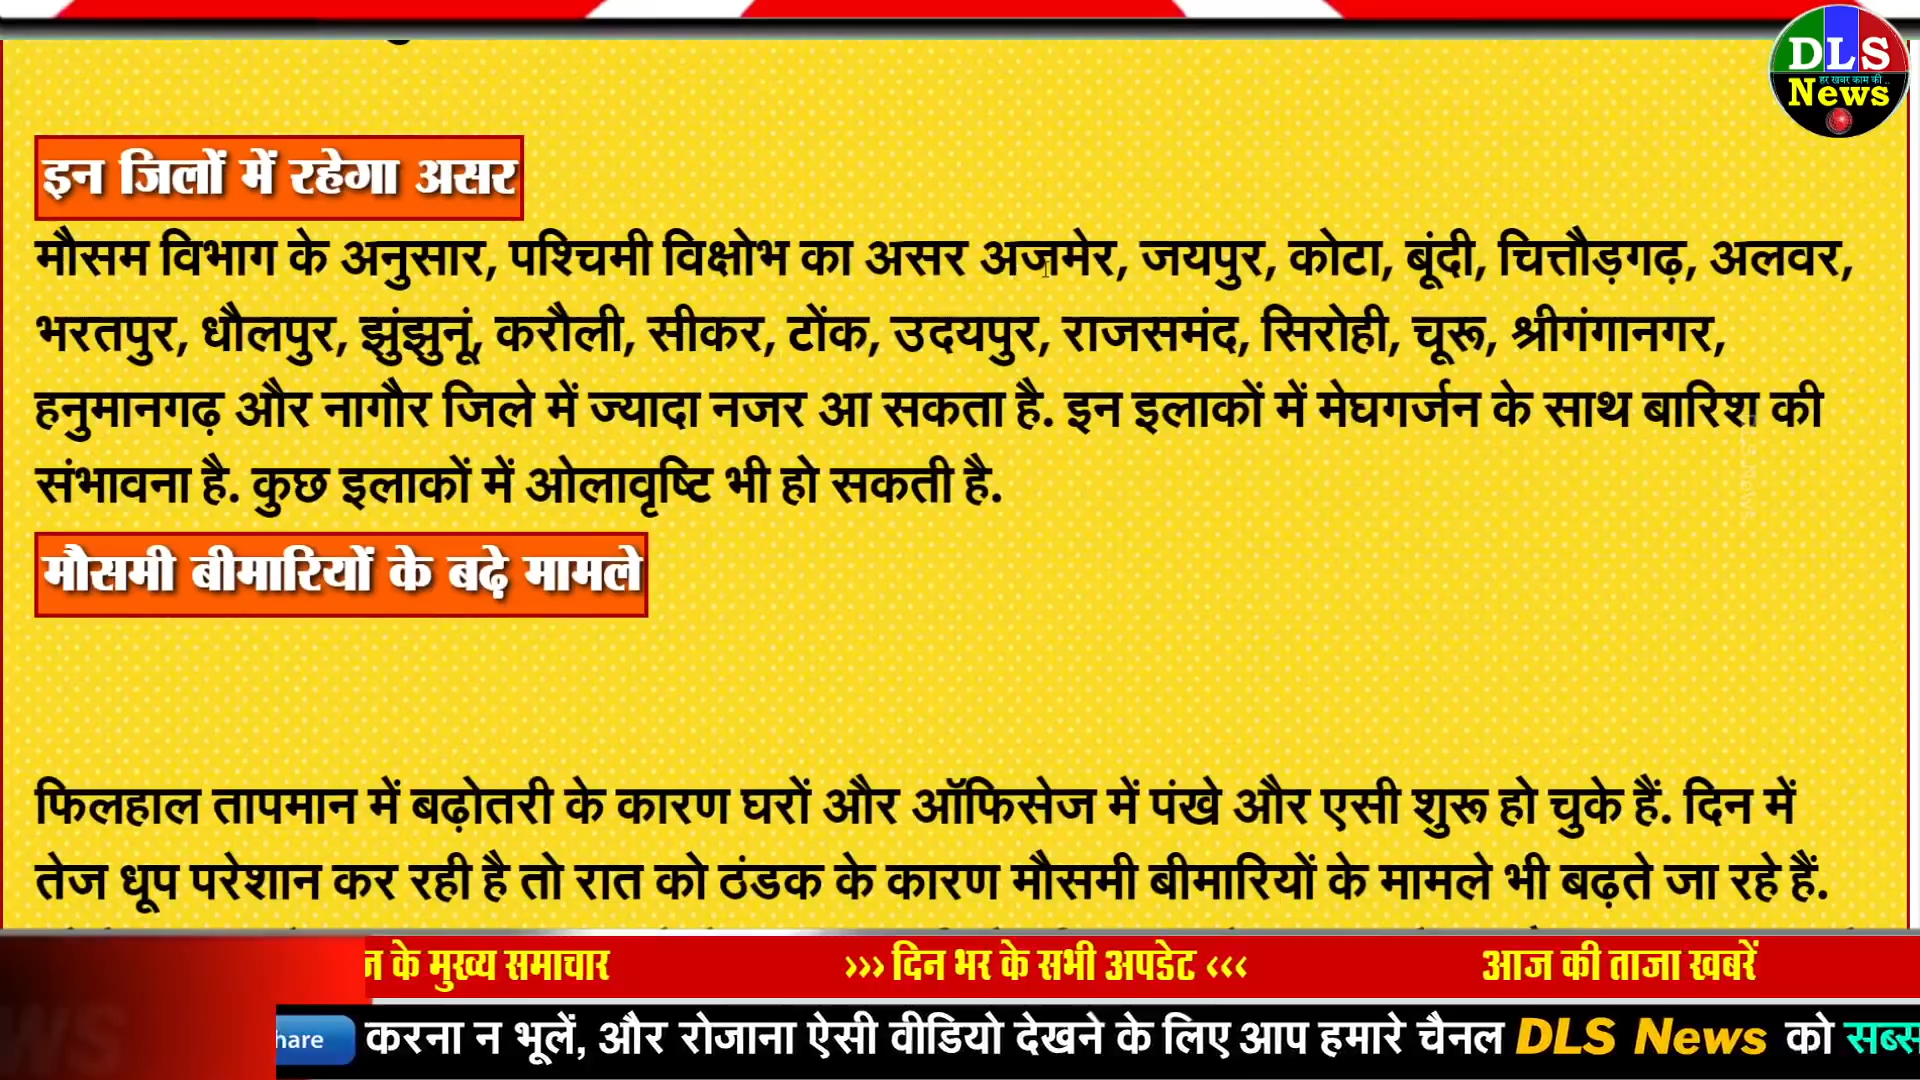 DLS
हर खबर काम की..
News
इन जिलों में रहेगा असर
मौसम विभाग के अनुसार, पश्चिमी विक्षोभ का असर अजमेर, जयपुर, कोटा, बूंदी, चित्तौड़गढ़, अलवर,
भरतपुर, धौलपुर, झुंझुनूं, करौली, सीकर, टोंक, उदयपुर, राजसमंद, सिरोही, चूरू, श्रीगंगानगर,
हनुमानगढ़ और नागौर जिले में ज्यादा नजर आ सकता है. इन इलाकों में मेघगर्जन के साथ बारिश की
संभावना है. कुछ इलाकों में ओलावृष्टि भी हो सकती है.
मौसमी बीमारियों के बढ़े मामले
फिलहाल तापमान में बढ़ोतरी के कारण घरों और ऑफिसेज में पंखे और एसी शुरू हो चुके हैं. दिन में
तेज धूप परेशान कर रही है तो रात को ठंडक के कारण मौसमी बीमारियों के मामले भी बढ़ते जा रहे हैं.
के मुख्य समाचार ››› दिन भर के सभी अपडेट ‹‹‹ आज की ताजा खबरें
hare करना न भूलें, और रोजाना ऐसी वीडियो देखने के लिए आप हमारे चैनल DLS News को सब्स